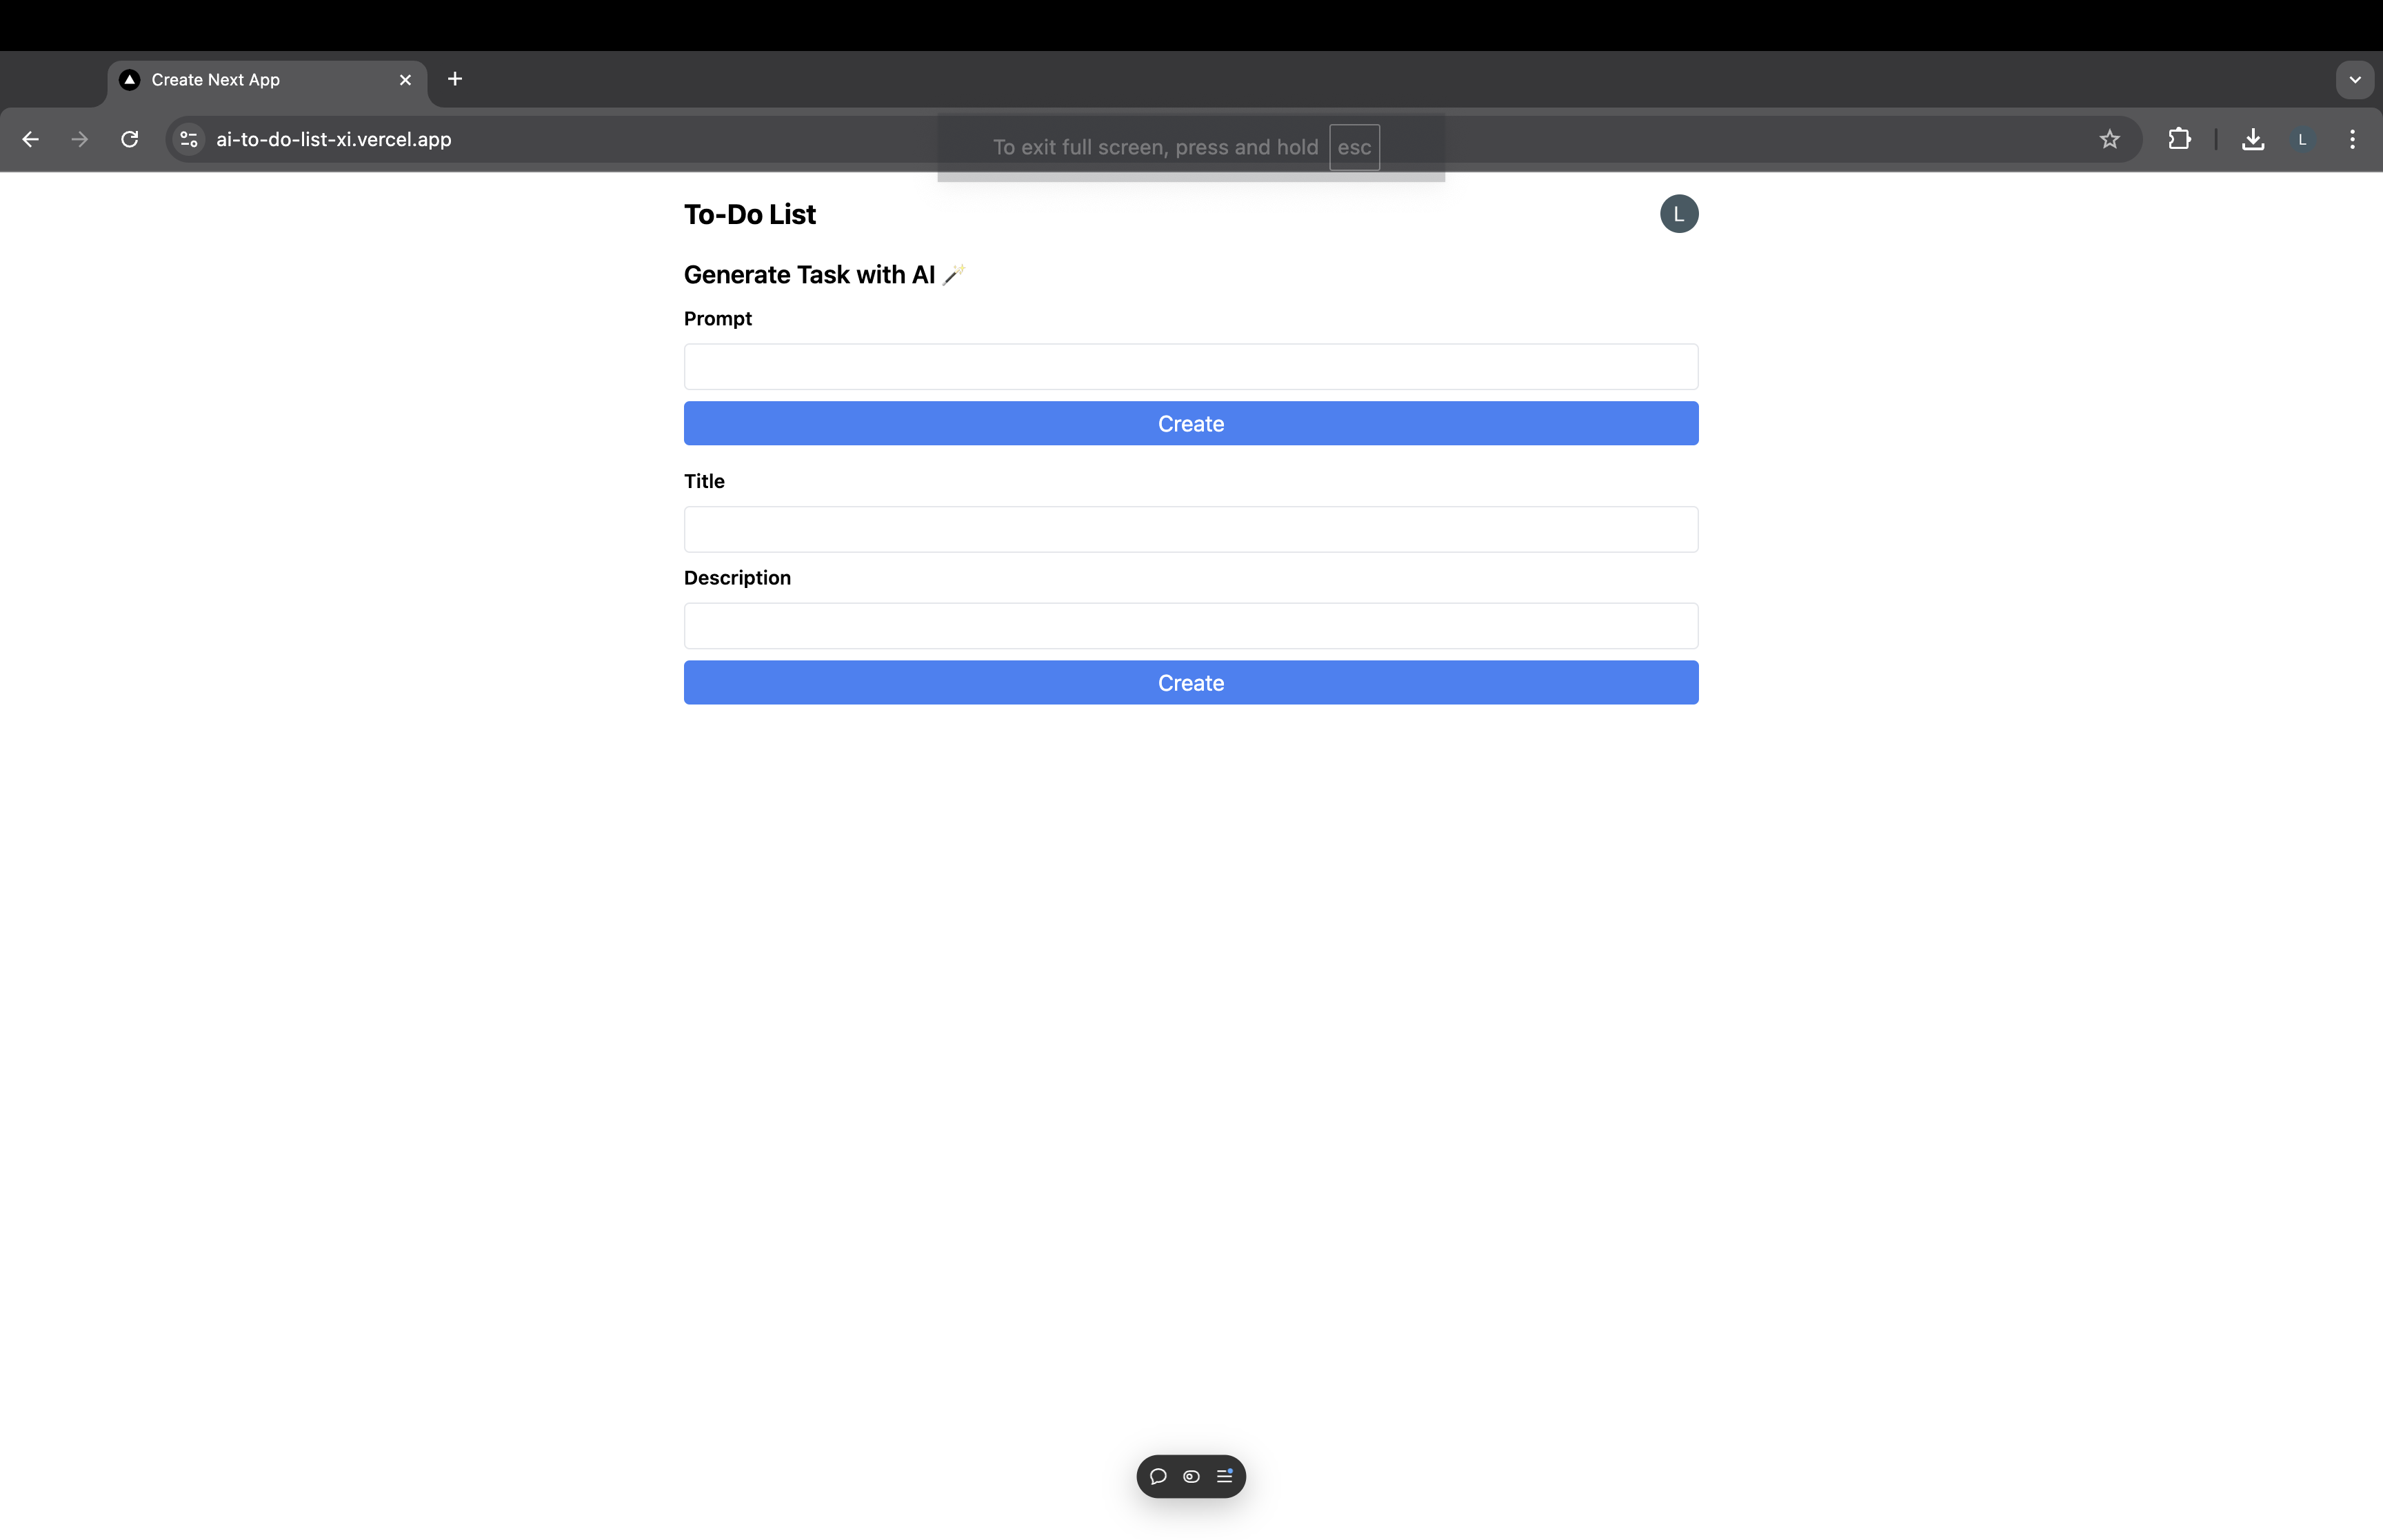 Create Next App
ai-to-do-list-xi.vercel.app
L
To exit full screen, press and hold esc
To-Do List
L
Generate Task with AI 🪄
Prompt
Create
Title
Description
Create